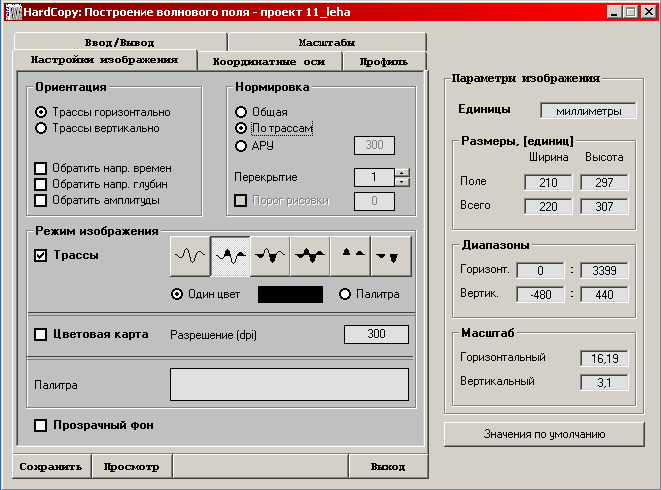 HardCopy: Построение волнового поля - проект 11_leha
Ввод/Вывод Масштабы
Настройки изображения Координатные оси Профиль
Ориентация
Трассы горизонтально
Трассы вертикально
Обратить напр. времен
Обратить напр. глубин
Обратить амплитуды
Нормировка
Общая
По трассам
АРУ 300
Перекрытие 1
Порог рисовки 0
Режим изображения
Трассы
Один цвет Палитра
Цветовая карта Разрешение (dpi) 300
Палитра
Прозрачный фон
Сохранить Просмотр Выход
Параметры изображения
Единицы миллиметры
Размеры, [единиц]
Ширина Высота
Поле 210 297
Всего 220 307
Диапазоны
Горизонт. 0 : 3399
Вертик. -480 : 440
Масштаб
Горизонтальный 16,19
Вертикальный 3,1
Значения по умолчанию